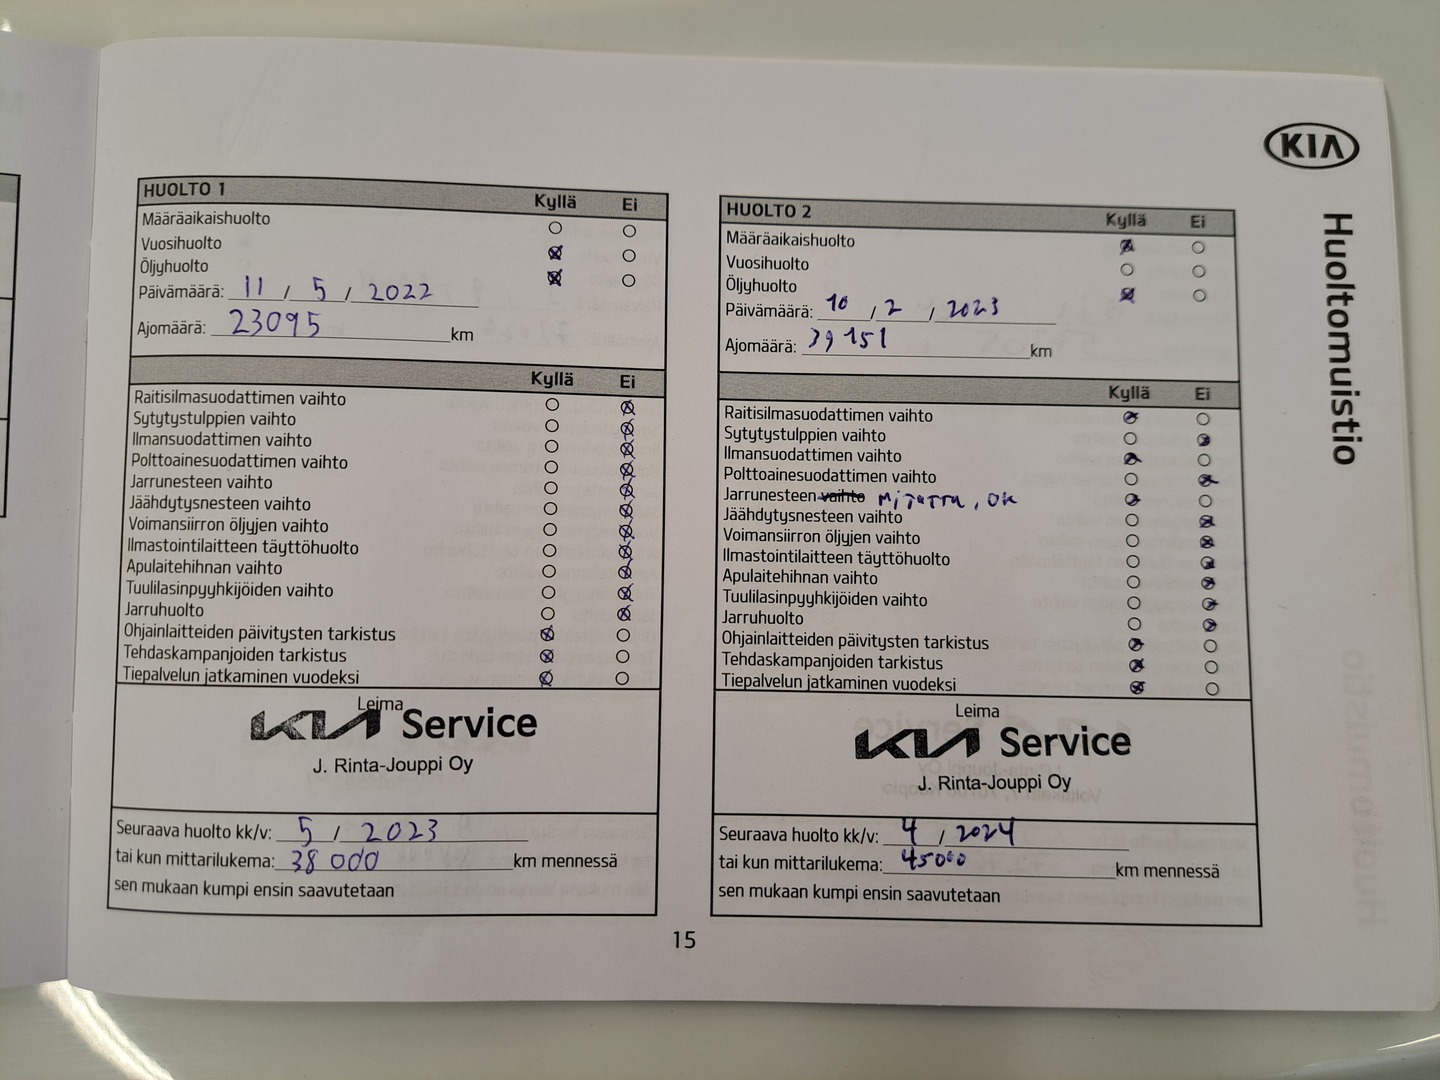 KIA
Huoltomuistio
HUOLTO 1 Kyllä Ei
Määräaikaishuolto
Vuosihuolto
Öljyhuolto
Päivämäärä: 11 / 5 / 2022
Ajomäärä: 23095 km
Kyllä Ei
Raitisilmasuodattimen vaihto
Sytytystulppien vaihto
Ilmansuodattimen vaihto
Polttoainesuodattimen vaihto
Jarrunesteen vaihto
Jäähdytysnesteen vaihto
Voimansiirron öljyjen vaihto
Ilmastointilaitteen täyttöhuolto
Apulaitehihnan vaihto
Tuulilasinpyyhkijöiden vaihto
Jarruhuolto
Ohjainlaitteiden päivitysten tarkistus
Tehdaskampanjoiden tarkistus
Tiepalvelun jatkaminen vuodeksi
Leima
KIA Service
J. Rinta-Jouppi Oy
Seuraava huolto kk/v: 5 / 2023
tai kun mittarilukema: 38 000 km mennessä
sen mukaan kumpi ensin saavutetaan
HUOLTO 2 Kyllä Ei
Määräaikaishuolto
Vuosihuolto
Öljyhuolto
Päivämäärä: 10 / 2 / 2023
Ajomäärä: 39 151 km
Kyllä Ei
Raitisilmasuodattimen vaihto
Sytytystulppien vaihto
Ilmansuodattimen vaihto
Polttoainesuodattimen vaihto
Jarrunesteen vaihto MITATTU, OK
Jäähdytysnesteen vaihto
Voimansiirron öljyjen vaihto
Ilmastointilaitteen täyttöhuolto
Apulaitehihnan vaihto
Tuulilasinpyyhkijöiden vaihto
Jarruhuolto
Ohjainlaitteiden päivitysten tarkistus
Tehdaskampanjoiden tarkistus
Tiepalvelun jatkaminen vuodeksi
Leima
KIA Service
J. Rinta-Jouppi Oy
Seuraava huolto kk/v: 4 / 2024
tai kun mittarilukema: 45000 km mennessä
sen mukaan kumpi ensin saavutetaan
15